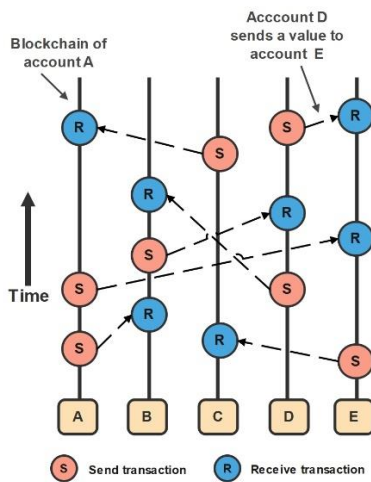 Blockchain of
account A
Acccount D
sends a value to
account E
R
S
R
S
R
R
S
R
S
S
R
S
R
S
S
Time
A
B
C
D
E
S
Send transaction
R
Receive transaction